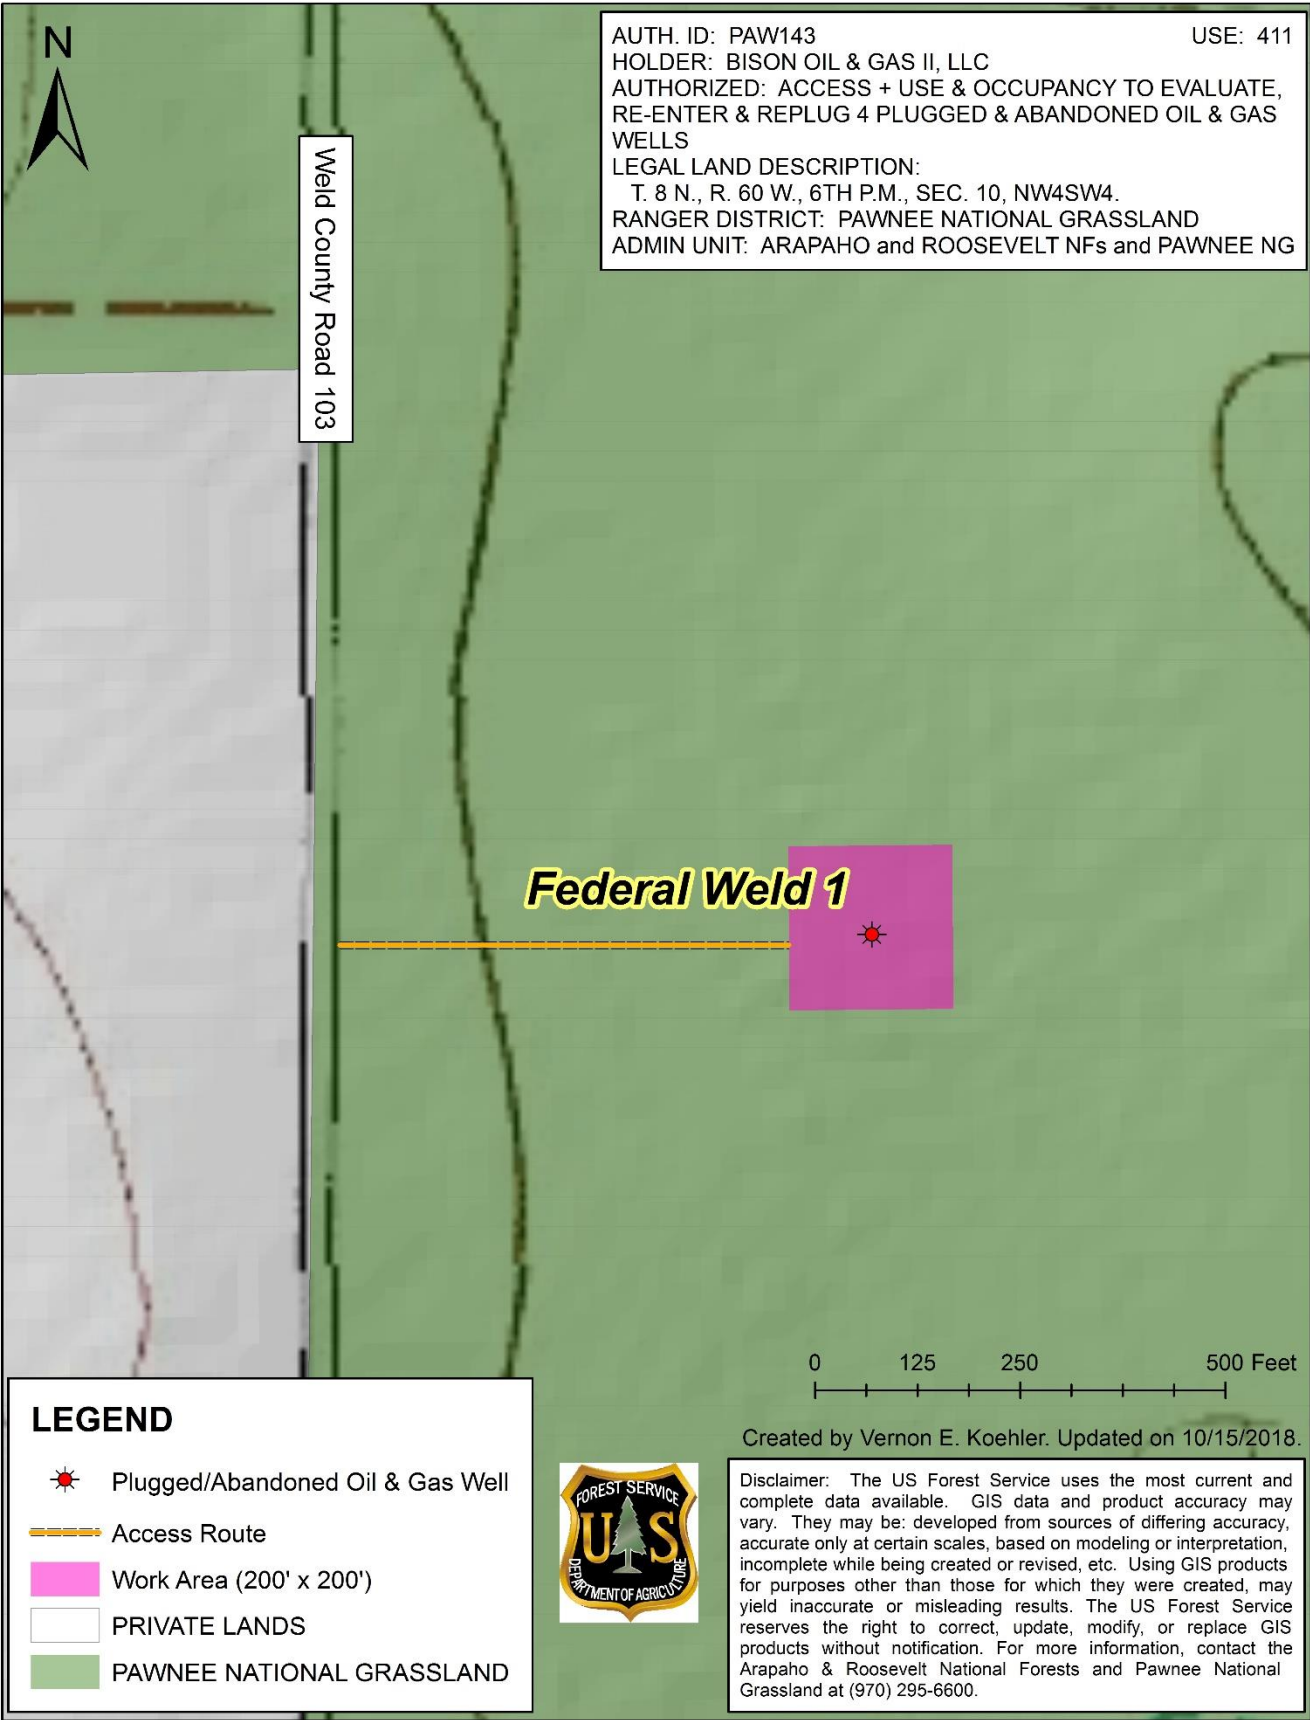 N
AUTH. ID: PAW143 USE: 411
HOLDER: BISON OIL & GAS II, LLC
AUTHORIZED: ACCESS + USE & OCCUPANCY TO EVALUATE,
RE-ENTER & REPLUG 4 PLUGGED & ABANDONED OIL & GAS
WELLS
LEGAL LAND DESCRIPTION:
T. 8 N., R. 60 W., 6TH P.M., SEC. 10, NW4SW4.
RANGER DISTRICT: PAWNEE NATIONAL GRASSLAND
ADMIN UNIT: ARAPAHO and ROOSEVELT NFs and PAWNEE NG
Weld County Road 103
Federal Weld 1
0 125 250 500 Feet
Created by Vernon E. Koehler. Updated on 10/15/2018.
LEGEND
Plugged/Abandoned Oil & Gas Well
Access Route
Work Area (200' x 200')
PRIVATE LANDS
PAWNEE NATIONAL GRASSLAND
FOREST SERVICE
U S
DEPARTMENT OF AGRICULTURE
Disclaimer: The US Forest Service uses the most current and
complete data available. GIS data and product accuracy may
vary. They may be: developed from sources of differing accuracy,
accurate only at certain scales, based on modeling or interpretation,
incomplete while being created or revised, etc. Using GIS products
for purposes other than those for which they were created, may
yield inaccurate or misleading results. The US Forest Service
reserves the right to correct, update, modify, or replace GIS
products without notification. For more information, contact the
Arapaho & Roosevelt National Forests and Pawnee National
Grassland at (970) 295-6600.